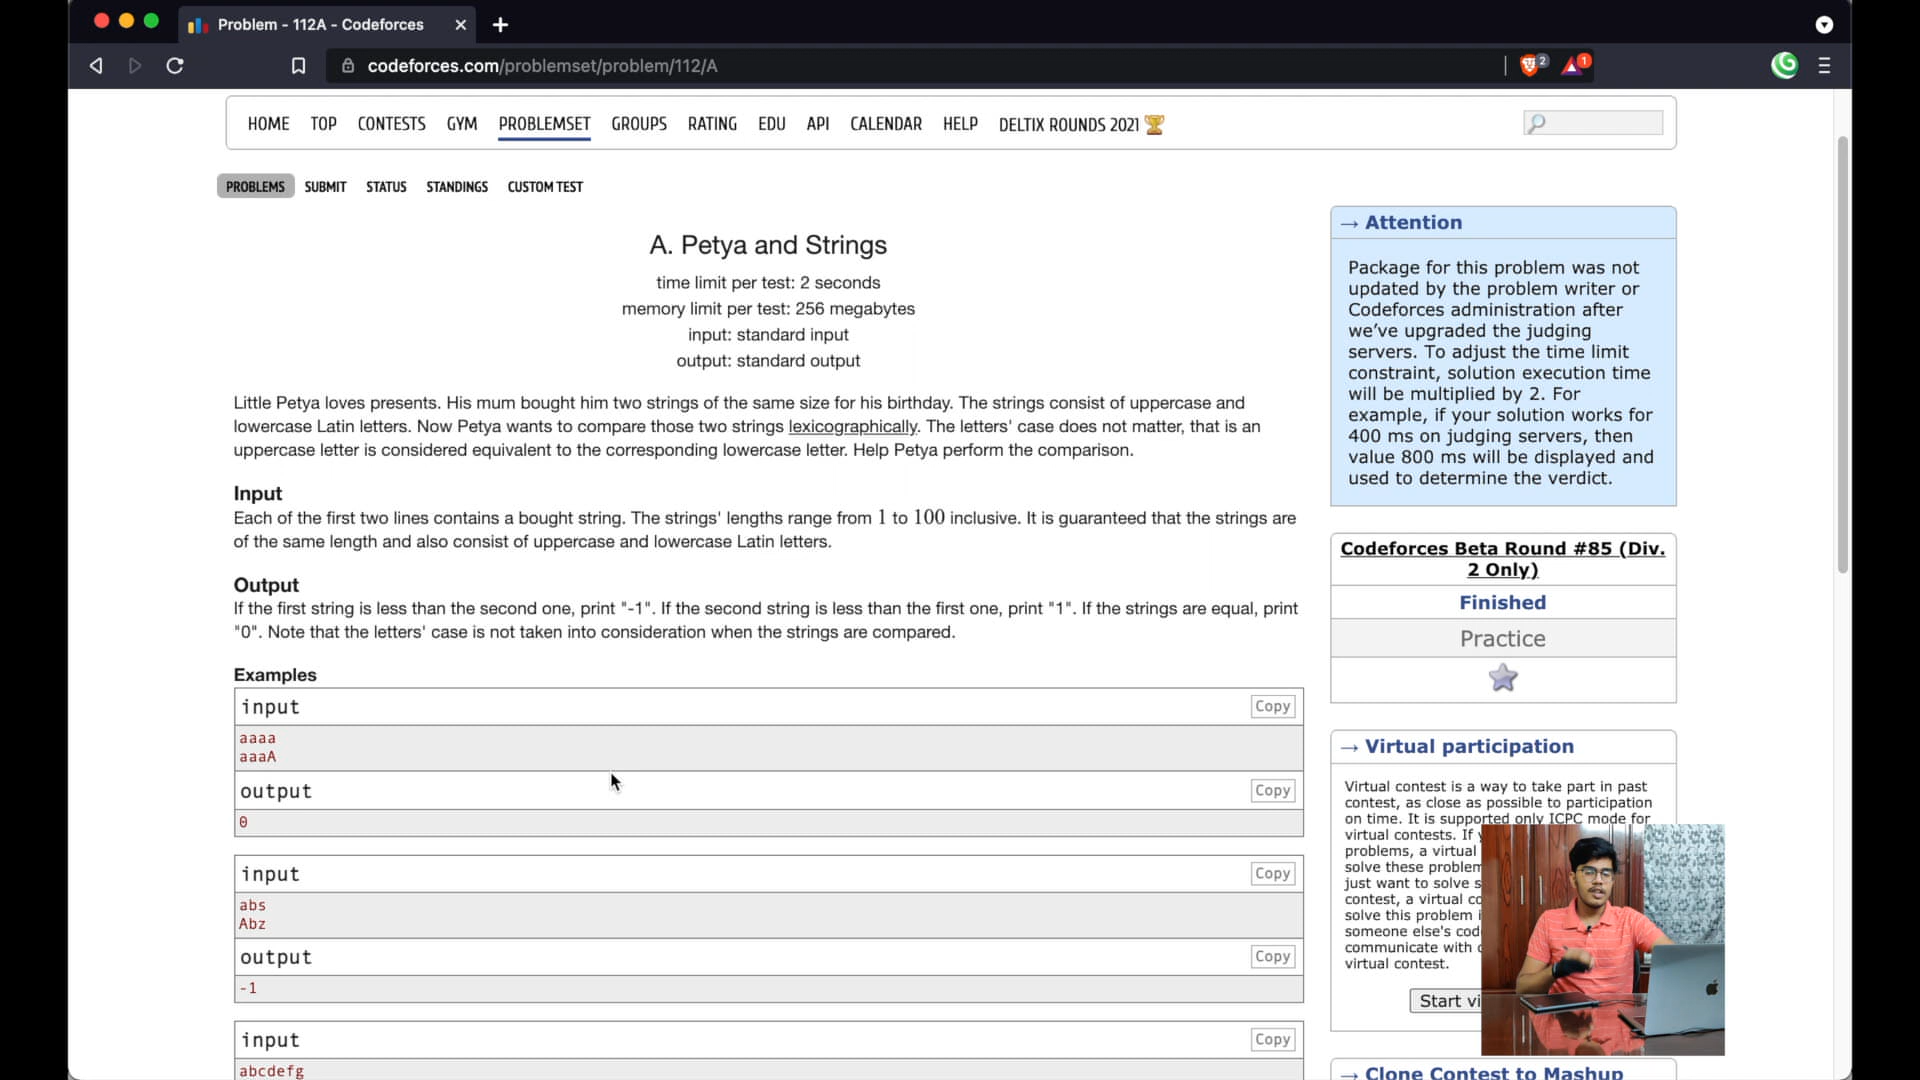 Problem - 112A - Codeforces
codeforces.com/problemset/problem/112/A
2
1
HOME TOP CONTESTS GYM PROBLEMSET GROUPS RATING EDU API CALENDAR HELP DELTIX ROUNDS 2021
PROBLEMS SUBMIT STATUS STANDINGS CUSTOM TEST
A. Petya and Strings
time limit per test: 2 seconds
memory limit per test: 256 megabytes
input: standard input
output: standard output
Little Petya loves presents. His mum bought him two strings of the same size for his birthday. The strings consist of uppercase and
lowercase Latin letters. Now Petya wants to compare those two strings lexicographically. The letters' case does not matter, that is an
uppercase letter is considered equivalent to the corresponding lowercase letter. Help Petya perform the comparison.
Input
Each of the first two lines contains a bought string. The strings' lengths range from 1 to 100 inclusive. It is guaranteed that the strings are
of the same length and also consist of uppercase and lowercase Latin letters.
Output
If the first string is less than the second one, print "-1". If the second string is less than the first one, print "1". If the strings are equal, print
"0". Note that the letters' case is not taken into consideration when the strings are compared.
Examples
input
Copy
aaaa
aaaA
output
Copy
0
input
Copy
abs
Abz
output
Copy
-1
input
Copy
abcdefg
→ Attention
Package for this problem was not
updated by the problem writer or
Codeforces administration after
we've upgraded the judging
servers. To adjust the time limit
constraint, solution execution time
will be multiplied by 2. For
example, if your solution works for
400 ms on judging servers, then
value 800 ms will be displayed and
used to determine the verdict.
Codeforces Beta Round #85 (Div.
2 Only)
Finished
Practice
→ Virtual participation
Virtual contest is a way to take part in past
contest, as close as possible to participation
on time. It is supported only ICPC mode for
virtual contests. If
problems, a virtual
solve these problem
just want to solve s
contest, a virtual co
solve this problem i
someone else's cod
communicate with
virtual contest.
Start vi
→ Clone Contest to Mashup